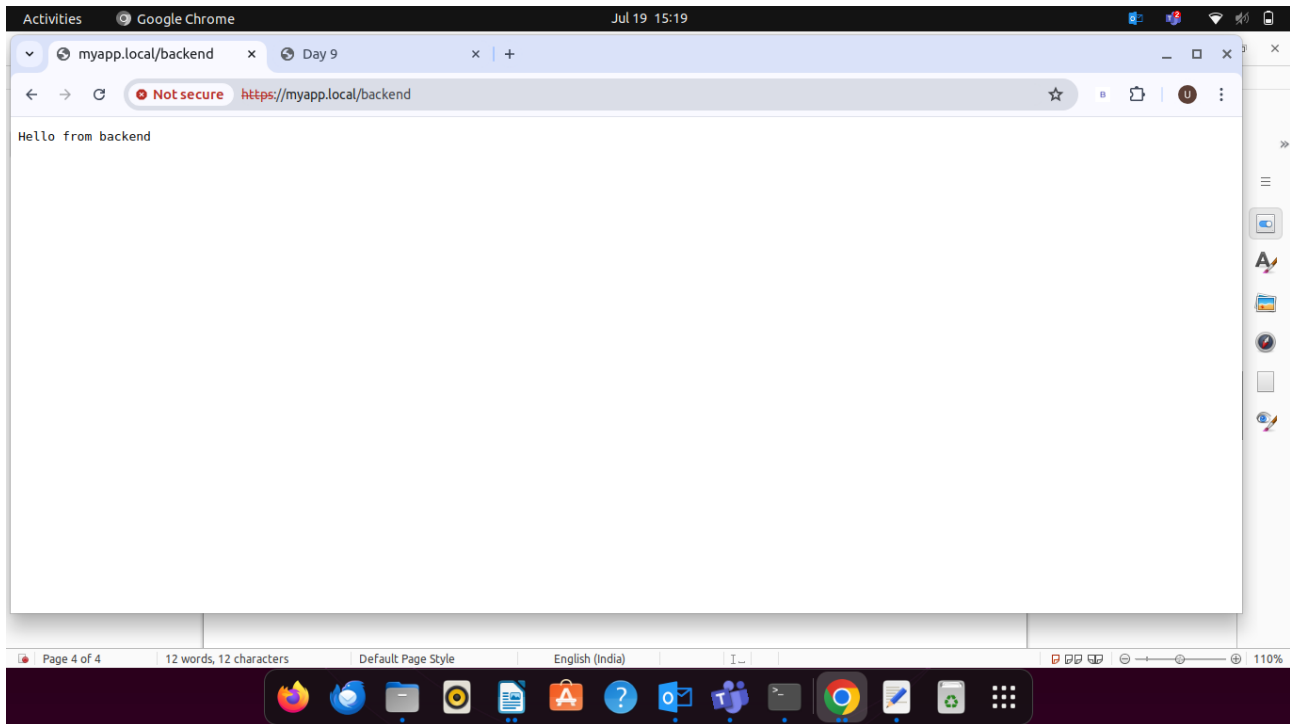 Activities Google Chrome Jul 19 15:19
myapp.local/backend Day 9
Not secure https://myapp.local/backend B U
Hello from backend
Page 4 of 4 12 words, 12 characters Default Page Style English (India) 110%